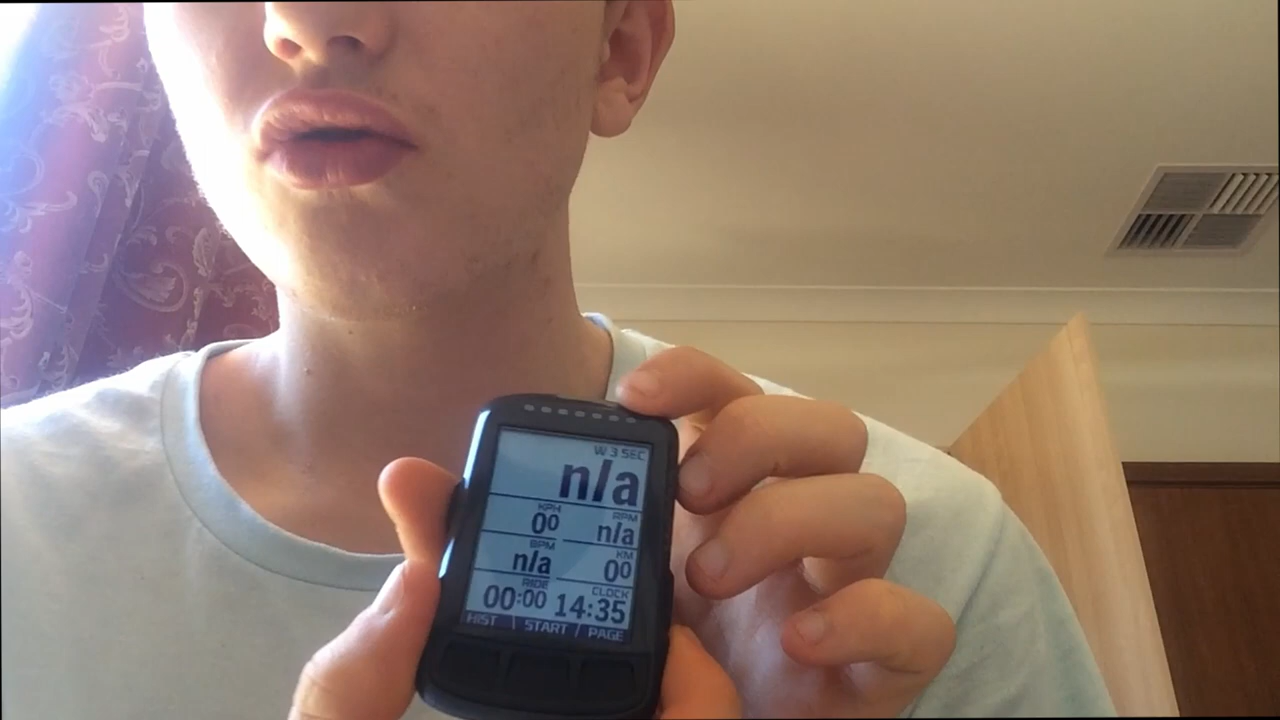 W 3 SEC
n/a
KPH RPM
0⁰ n/a
BPM KM
n/a 0⁰
RIDE CLOCK
00:00 14:35
HIST START PAGE